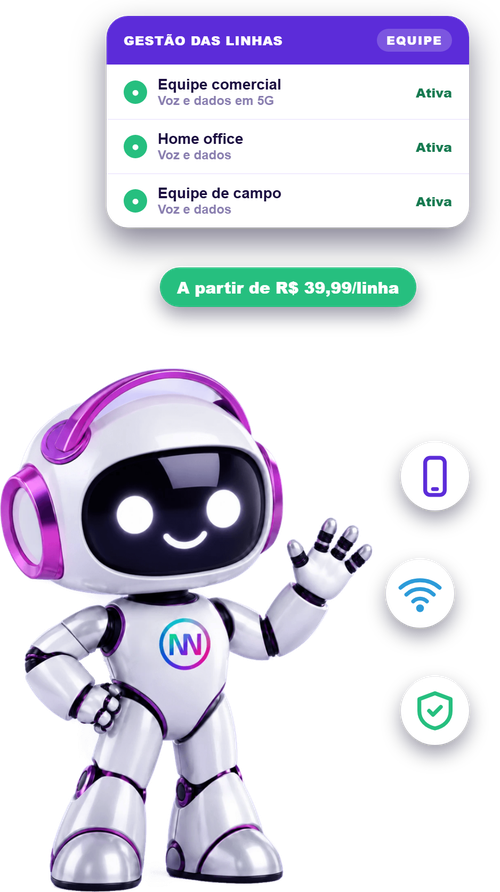 GESTÃO DAS LINHAS
EQUIPE
Equipe comercial
Voz e dados em 5G
Ativa
Home office
Voz e dados
Ativa
Equipe de campo
Voz e dados
Ativa
A partir de R$ 39,99/linha
NN